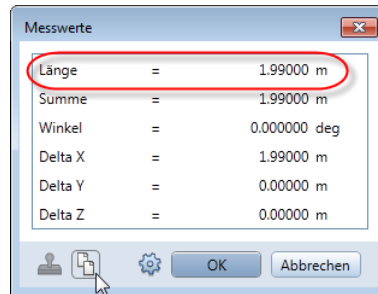 Messwerte
Länge = 1.99000 m
Summe = 1.99000 m
Winkel = 0.000000 deg
Delta X = 1.99000 m
Delta Y = 0.00000 m
Delta Z = 0.00000 m
OK Abbrechen